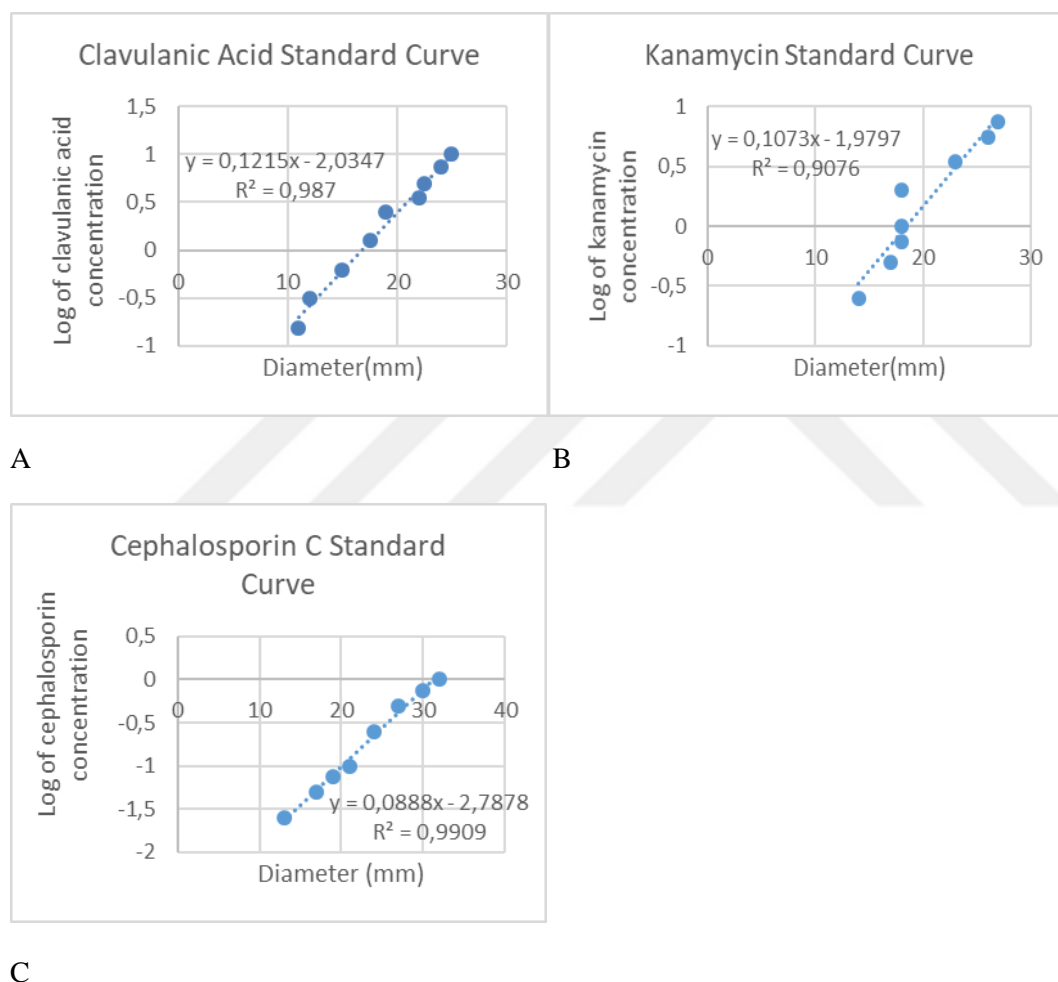 Clavulanic Acid Standard Curve
Log of clavulanic acid
concentration
1,5
1
0,5
0
-0,5
-1
y = 0,1215x - 2,0347
R² = 0,987
0
10
20
30
Diameter(mm)
A
Kanamycin Standard Curve
Log of kanamycin
concentration
1
0,5
0
-0,5
-1
y = 0,1073x - 1,9797
R² = 0,9076
0
10
20
30
Diameter(mm)
B
Cephalosporin C Standard
Curve
Log of cephalosporin
concentration
0,5
0
-0,5
-1
-1,5
-2
0
10
20
30
40
y = 0,0888x - 2,7878
R² = 0,9909
Diameter (mm)
C